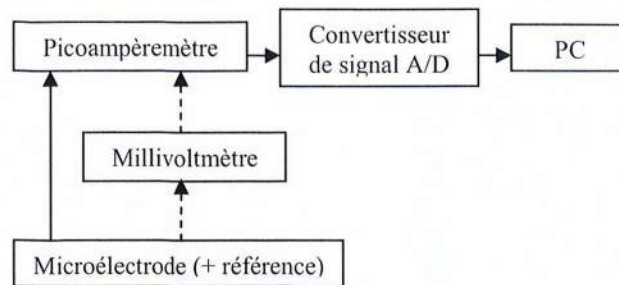 Picoampèremètre
Convertisseur
de signal A/D
PC
Millivoltmètre
Microélectrode (+ référence)